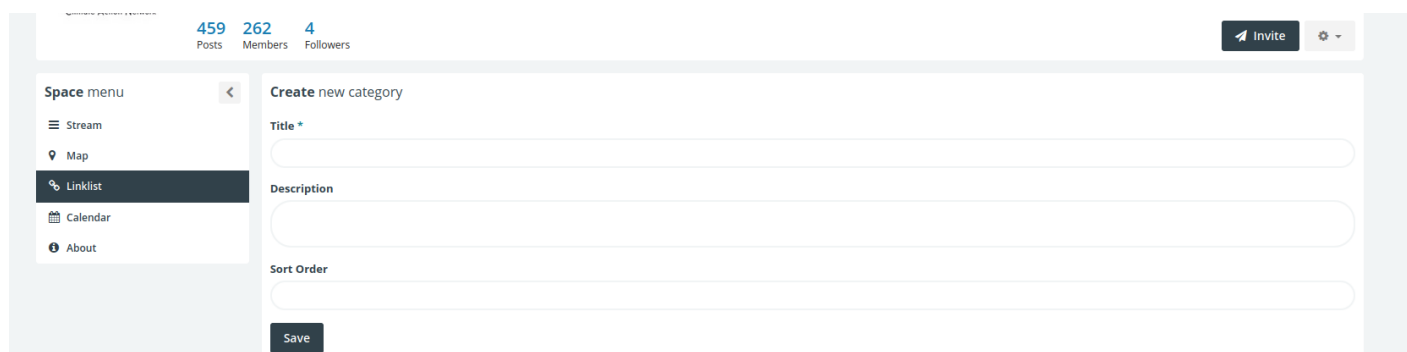 459 262 4
Posts Members Followers
Invite
Space menu
Stream
Map
Linklist
Calendar
About
Create new category
Title *
Description
Sort Order
Save